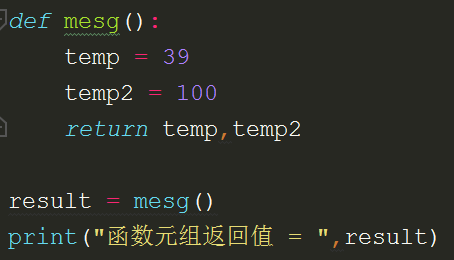 def mesg():
    temp = 39
    temp2 = 100
    return temp,temp2

result = mesg()
print("函数元组返回值 = ",result)